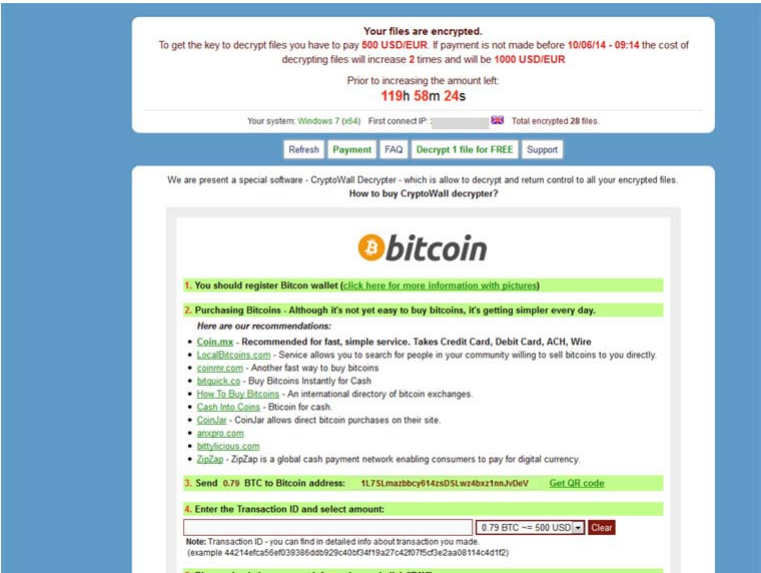 Your files are encrypted.
To get the key to decrypt files you have to pay 500 USD/EUR. If payment is not made before 10/06/14 - 09:14 the cost of
decrypting files will increase 2 times and will be 1000 USD/EUR
Prior to increasing the amount left:
119h 58m 24s
Your system: Windows 7 (x64) First connect IP: Total encrypted 28 files.
Refresh Payment FAQ Decrypt 1 file for FREE Support
We are present a special software - CryptoWall Decrypter - which is allow to decrypt and return control to all your encrypted files.
How to buy CryptoWall decrypter?
bitcoin
1. You should register Bitcon wallet (click here for more information with pictures)
2. Purchasing Bitcoins - Although it's not yet easy to buy bitcoins, it's getting simpler every day.
Here are our recommendations:
• Coin.mx - Recommended for fast, simple service. Takes Credit Card, Debit Card, ACH, Wire
• LocalBitcoins.com - Service allows you to search for people in your community willing to sell bitcoins to you directly.
• coinmr.com - Another fast way to buy bitcoins
• bitquick.co - Buy Bitcoins Instantly for Cash
• How To Buy Bitcoins - An international directory of bitcoin exchanges.
• Cash Into Coins - Bticoin for cash.
• CoinJar - CoinJar allows direct bitcoin purchases on their site.
• anxpro.com
• bittylicious.com
• ZipZap - ZipZap is a global cash payment network enabling consumers to pay for digital currency.
3. Send 0.79 BTC to Bitcoin address: Get QR code
4. Enter the Transaction ID and select amount:
0.79 BTC ~= 500 USD Clear
Note: Transaction ID - you can find in detailed info about transaction you made.
(example 44214efca56ef039386ddb929c40bf34f19a27c42f07f5cf3e2aa08114c4d1f2)